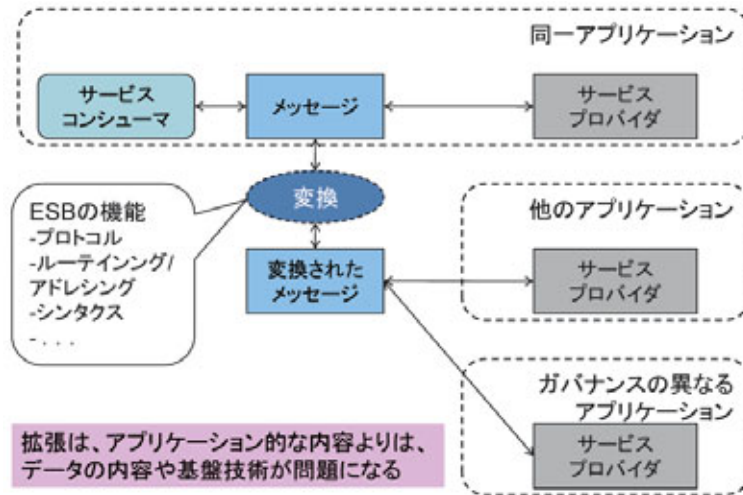 同一アプリケーション
サービス
コンシューマ
メッセージ
サービス
プロバイダ
変換
ESBの機能
-プロトコル
-ルーテイニング/
アドレシング
-シンタクス
-．．．
変換された
メッセージ
他のアプリケーション
サービス
プロバイダ
ガバナンスの異なる
アプリケーション
サービス
プロバイダ
拡張は、アプリケーション的な内容よりは、
データの内容や基盤技術が問題になる